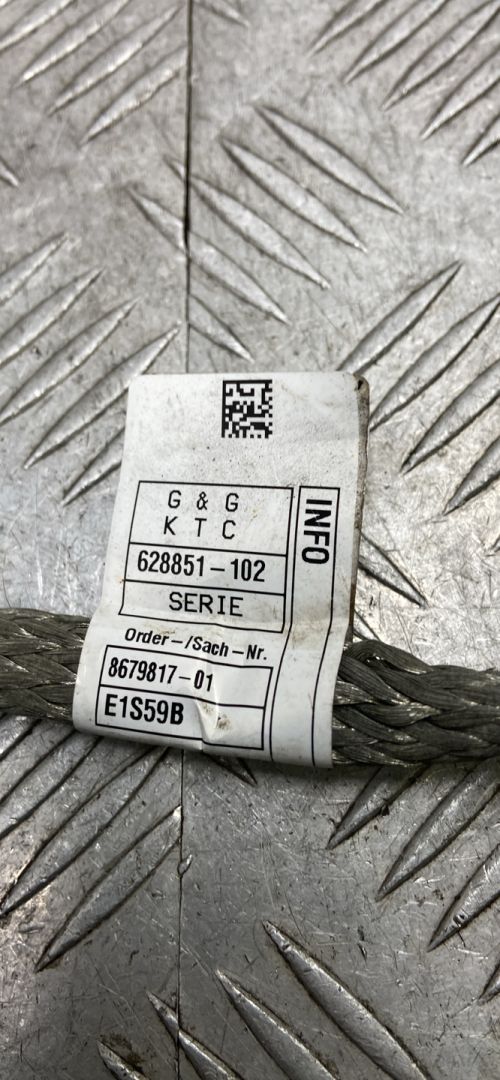 G & G
K T C
628851-102
SERIE
INFO
Order-/Sach-Nr.
8679817-01
E1S59B